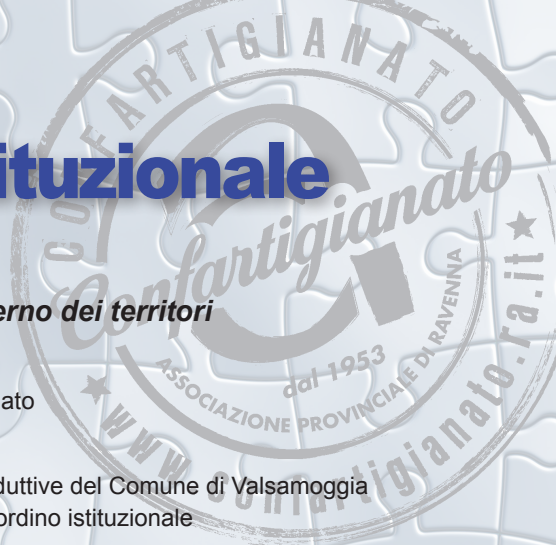 CONFARTIGIANATO
ituzionale
Confartigianato
erno dei territori
ASSOCIAZIONE PROVINCIALE DI RAVENNA
dal 1953
ato
www.confartigianato.ra.it
duttive del Comune di Valsamoggia
ordino istituzionale